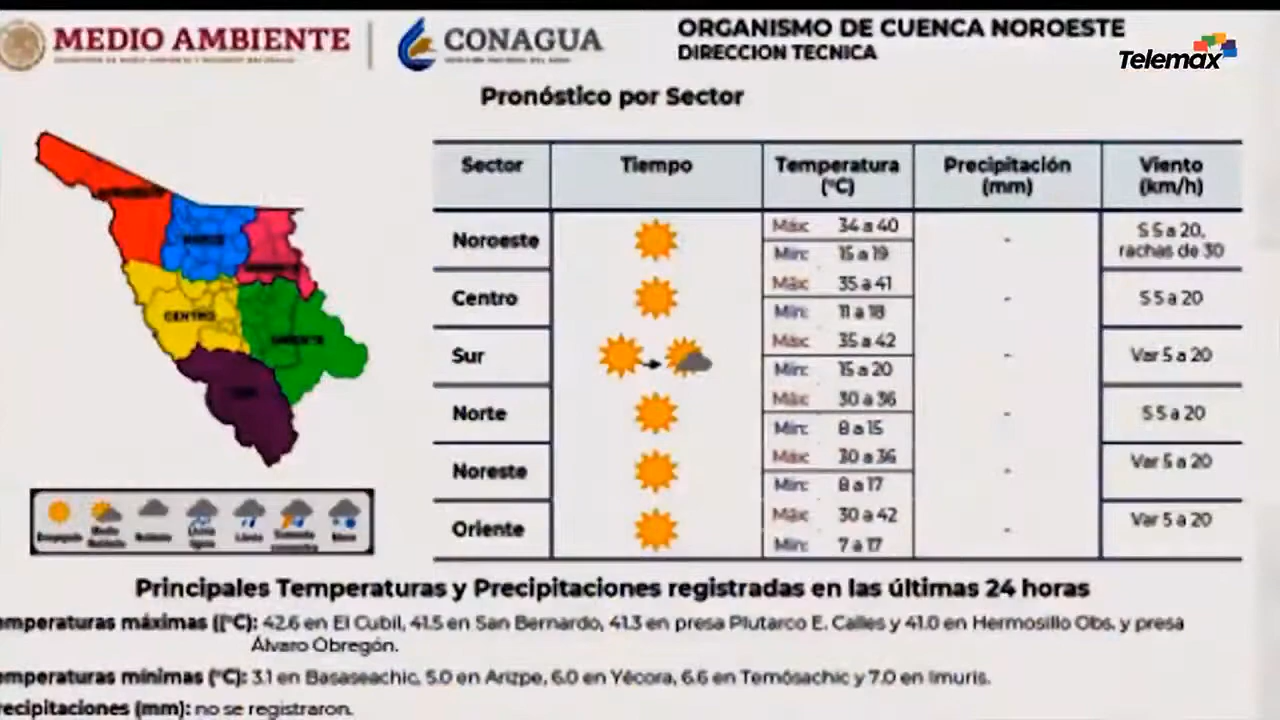 MEDIO AMBIENTE
CONAGUA
ORGANISMO DE CUENCA NOROESTE
DIRECCION TECNICA
Telemax
Pronóstico por Sector
Sector Tiempo Temperatura (°C) Precipitación (mm) Viento (km/h)
Noroeste Máx: 34 a 40 - S 5 a 20, rachas de 30
Mín: 15 a 19
Centro Máx: 35 a 41 - S 5 a 20
Mín: 11 a 18
Sur Máx: 35 a 42 - Var 5 a 20
Mín: 15 a 20
Norte Máx: 30 a 36 - S 5 a 20
Mín: 8 a 15
Noreste Máx: 30 a 36 - Var 5 a 20
Mín: 8 a 17
Oriente Máx: 30 a 42 - Var 5 a 20
Mín: 7 a 17
CENTRO
Principales Temperaturas y Precipitaciones registradas en las últimas 24 horas
emperaturas máximas ((°C): 42.6 en El Cubil, 41.5 en San Bernardo, 41.3 en presa Plutarco E. Calles y 41.0 en Hermosillo Obs. y presa
Álvaro Obregón.
emperaturas mínimas (°C): 3.1 en Basaseachic, 5.0 en Arizpe, 6.0 en Yécora, 6.6 en Temósachic y 7.0 en Imuris.
recipitaciones (mm): no se registraron.